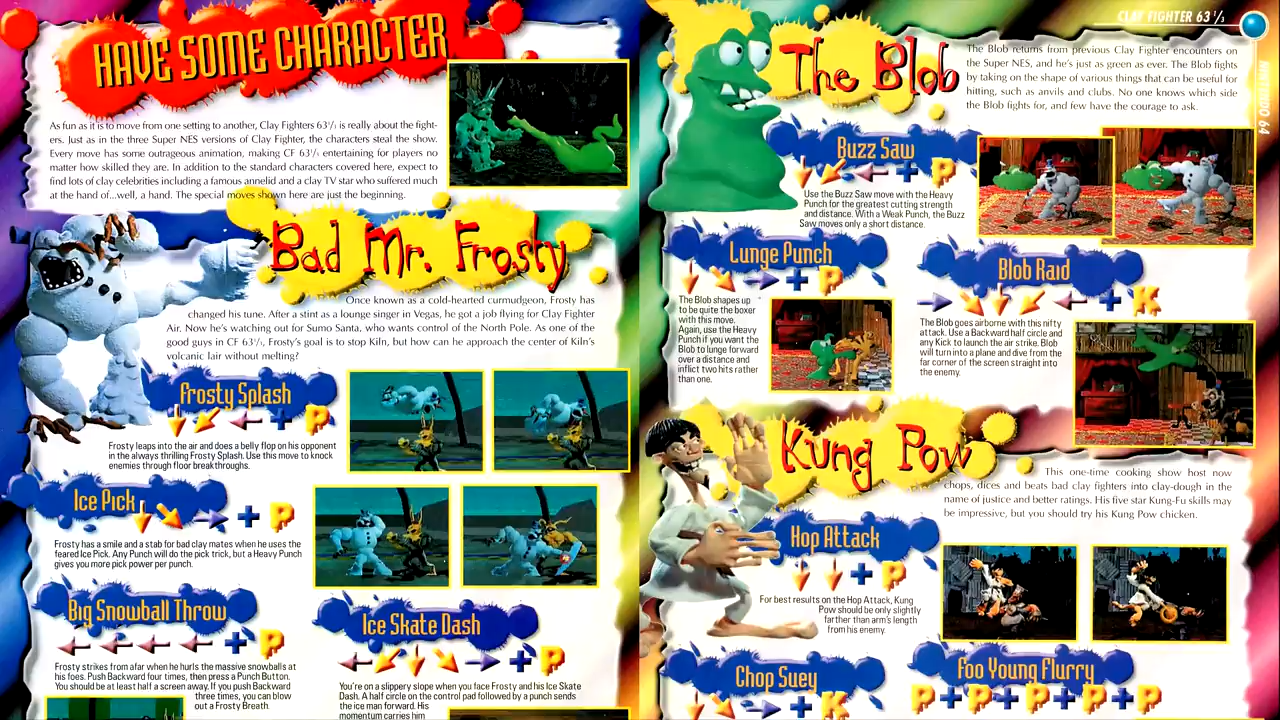 HAVE SOME CHARACTER
As fun as it is to move from one setting to another, Clay Fighters 63⅓ is really about the fight-
ers. Just as in the three Super NES versions of Clay Fighter, the characters steal the show.
Every move has some outrageous animation, making CF 63⅓ entertaining for players no
matter how skilled they are. In addition to the standard characters covered here, expect to
find lots of clay celebrities including a famous annelid and a clay TV star who suffered much
at the hand of...well, a hand. The special moves shown here are just the beginning.
Bad Mr. Frosty
Once known as a cold-hearted curmudgeon, Frosty has
changed his tune. After a stint as a lounge singer in Vegas, he got a job flying for Clay Fighter
Air. Now he's watching out for Sumo Santa, who wants control of the North Pole. As one of the
good guys in CF 63⅓, Frosty's goal is to stop Kiln, but how can he approach the center of Kiln's
volcanic lair without melting?
Frosty Splash
+ P
Frosty leaps into the air and does a belly flop on his opponent
in the always thrilling Frosty Splash. Use this move to knock
enemies through floor breakthroughs.
Ice Pick
+ P
Frosty has a smile and a stab for bad clay mates when he uses the
feared Ice Pick. Any Punch will do the pick trick, but a Heavy Punch
gives you more pick power per punch.
Big Snowball Throw
+ P
Frosty strikes from afar when he hurls the massive snowballs at
his foes. Push Backward four times, then press a Punch Button.
You should be at least half a screen away. If you push Backward
three times, you can blow
out a Frosty Breath.
Ice Skate Dash
+ P
You're on a slippery slope when you face Frosty and his Ice Skate
Dash. A half circle on the control pad followed by a punch sends
the ice man forward. His
momentum carries him
CLAY FIGHTER 63⅓
NINTENDO 64
The Blob
The Blob returns from previous Clay Fighter encounters on
the Super NES, and he's just as green as ever. The Blob fights
by taking on the shape of various things that can be useful for
hitting, such as anvils and clubs. No one knows which side
the Blob fights for, and few have the courage to ask.
Buzz Saw
+ P
Use the Buzz Saw move with the Heavy
Punch for the greatest cutting strength
and distance. With a Weak Punch, the Buzz
Saw moves only a short distance.
Lunge Punch
+ P
The Blob shapes up
to be quite the boxer
with this move.
Again, use the Heavy
Punch if you want the
Blob to lunge forward
over a distance and
inflict two hits rather
than one.
Blob Raid
+ K
The Blob goes airborne with this nifty
attack. Use a Backward half circle and
any Kick to launch the air strike. Blob
will turn into a plane and dive from the
far corner of the screen straight into
the enemy.
Kung Pow
This one-time cooking show host now
chops, dices and beats bad clay fighters into clay-dough in the
name of justice and better ratings. His five star Kung-Fu skills may
be impressive, but you should try his Kung Pow chicken.
Hop Attack
+ P
For best results on the Hop Attack, Kung
Pow should be only slightly
farther than arm's length
from his enemy.
Chop Suey
+ K
Foo Young Flurry
P+P+P+P+P